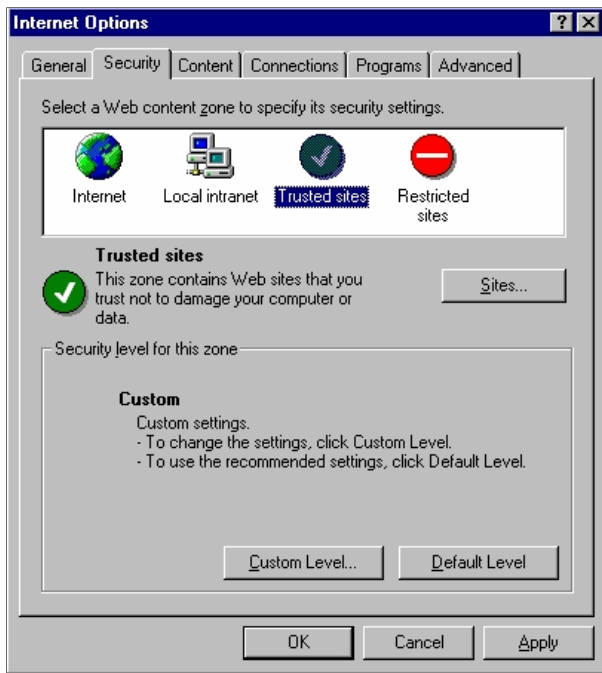 Internet Options
General Security Content Connections Programs Advanced
Select a Web content zone to specify its security settings.
Internet Local intranet Trusted sites Restricted sites
Trusted sites
This zone contains Web sites that you
trust not to damage your computer or
data.
Sites...
Security level for this zone
Custom
Custom settings.
- To change the settings, click Custom Level.
- To use the recommended settings, click Default Level.
Custom Level... Default Level
OK Cancel Apply